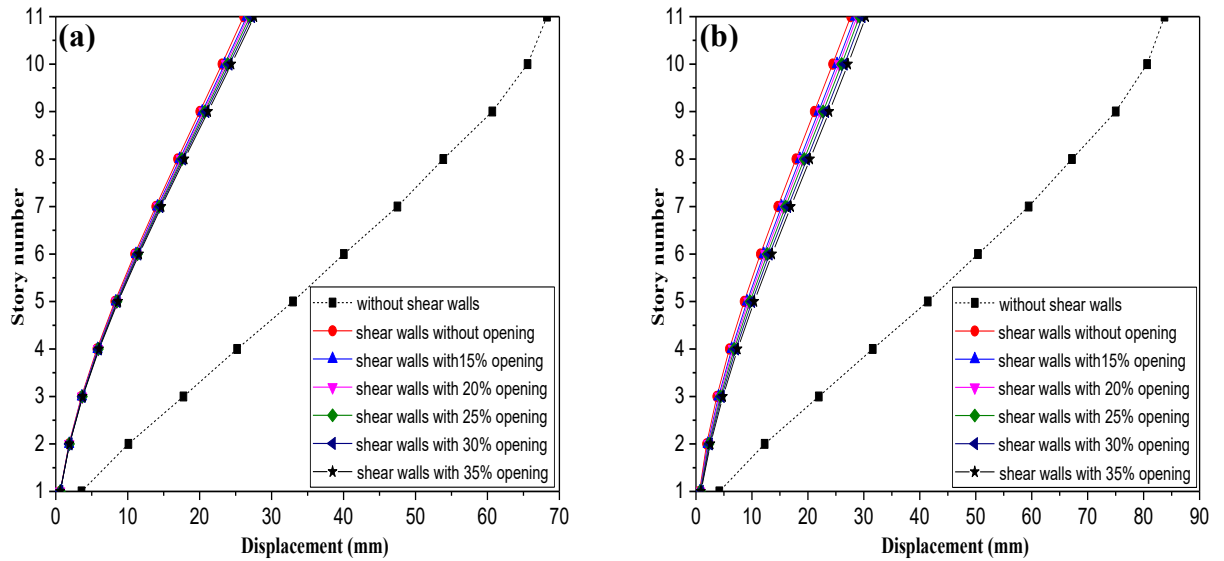 (a)
Story number
11
10
9
8
7
6
5
4
3
2
1
0 10 20 30 40 50 60 70
Displacement (mm)
without shear walls
shear walls without opening
shear walls with15% opening
shear walls with 20% opening
shear walls with 25% opening
shear walls with 30% opening
shear walls with 35% opening
(b)
Story number
11
10
9
8
7
6
5
4
3
2
1
0 10 20 30 40 50 60 70 80 90
Displacement (mm)
without shear walls
shear walls without opening
shear walls with15% opening
shear walls with 20% opening
shear walls with 25% opening
shear walls with 30% opening
shear walls with 35% opening